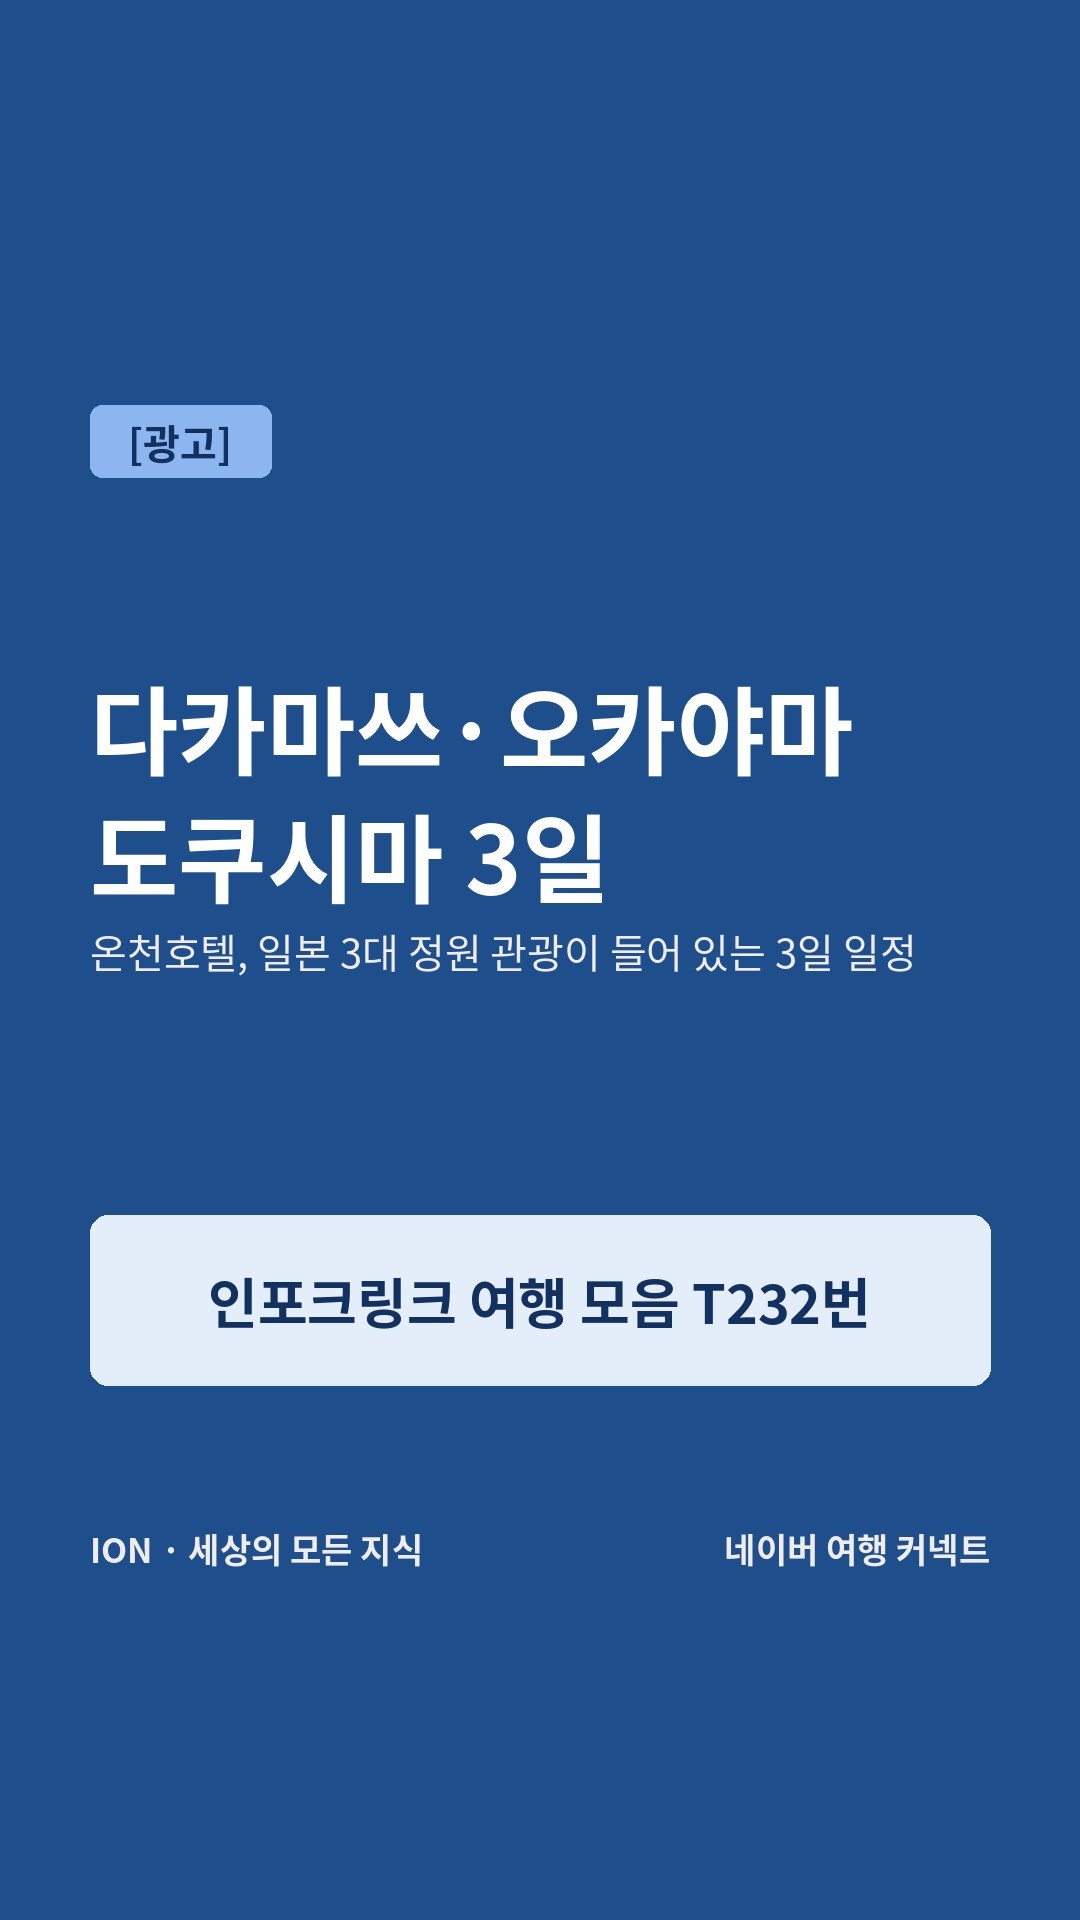 [광고]
다카마쓰·오카야마
도쿠시마 3일
온천호텔, 일본 3대 정원 관광이 들어 있는 3일 일정
인포크링크 여행 모음 T232번
ION · 세상의 모든 지식
네이버 여행 커넥트